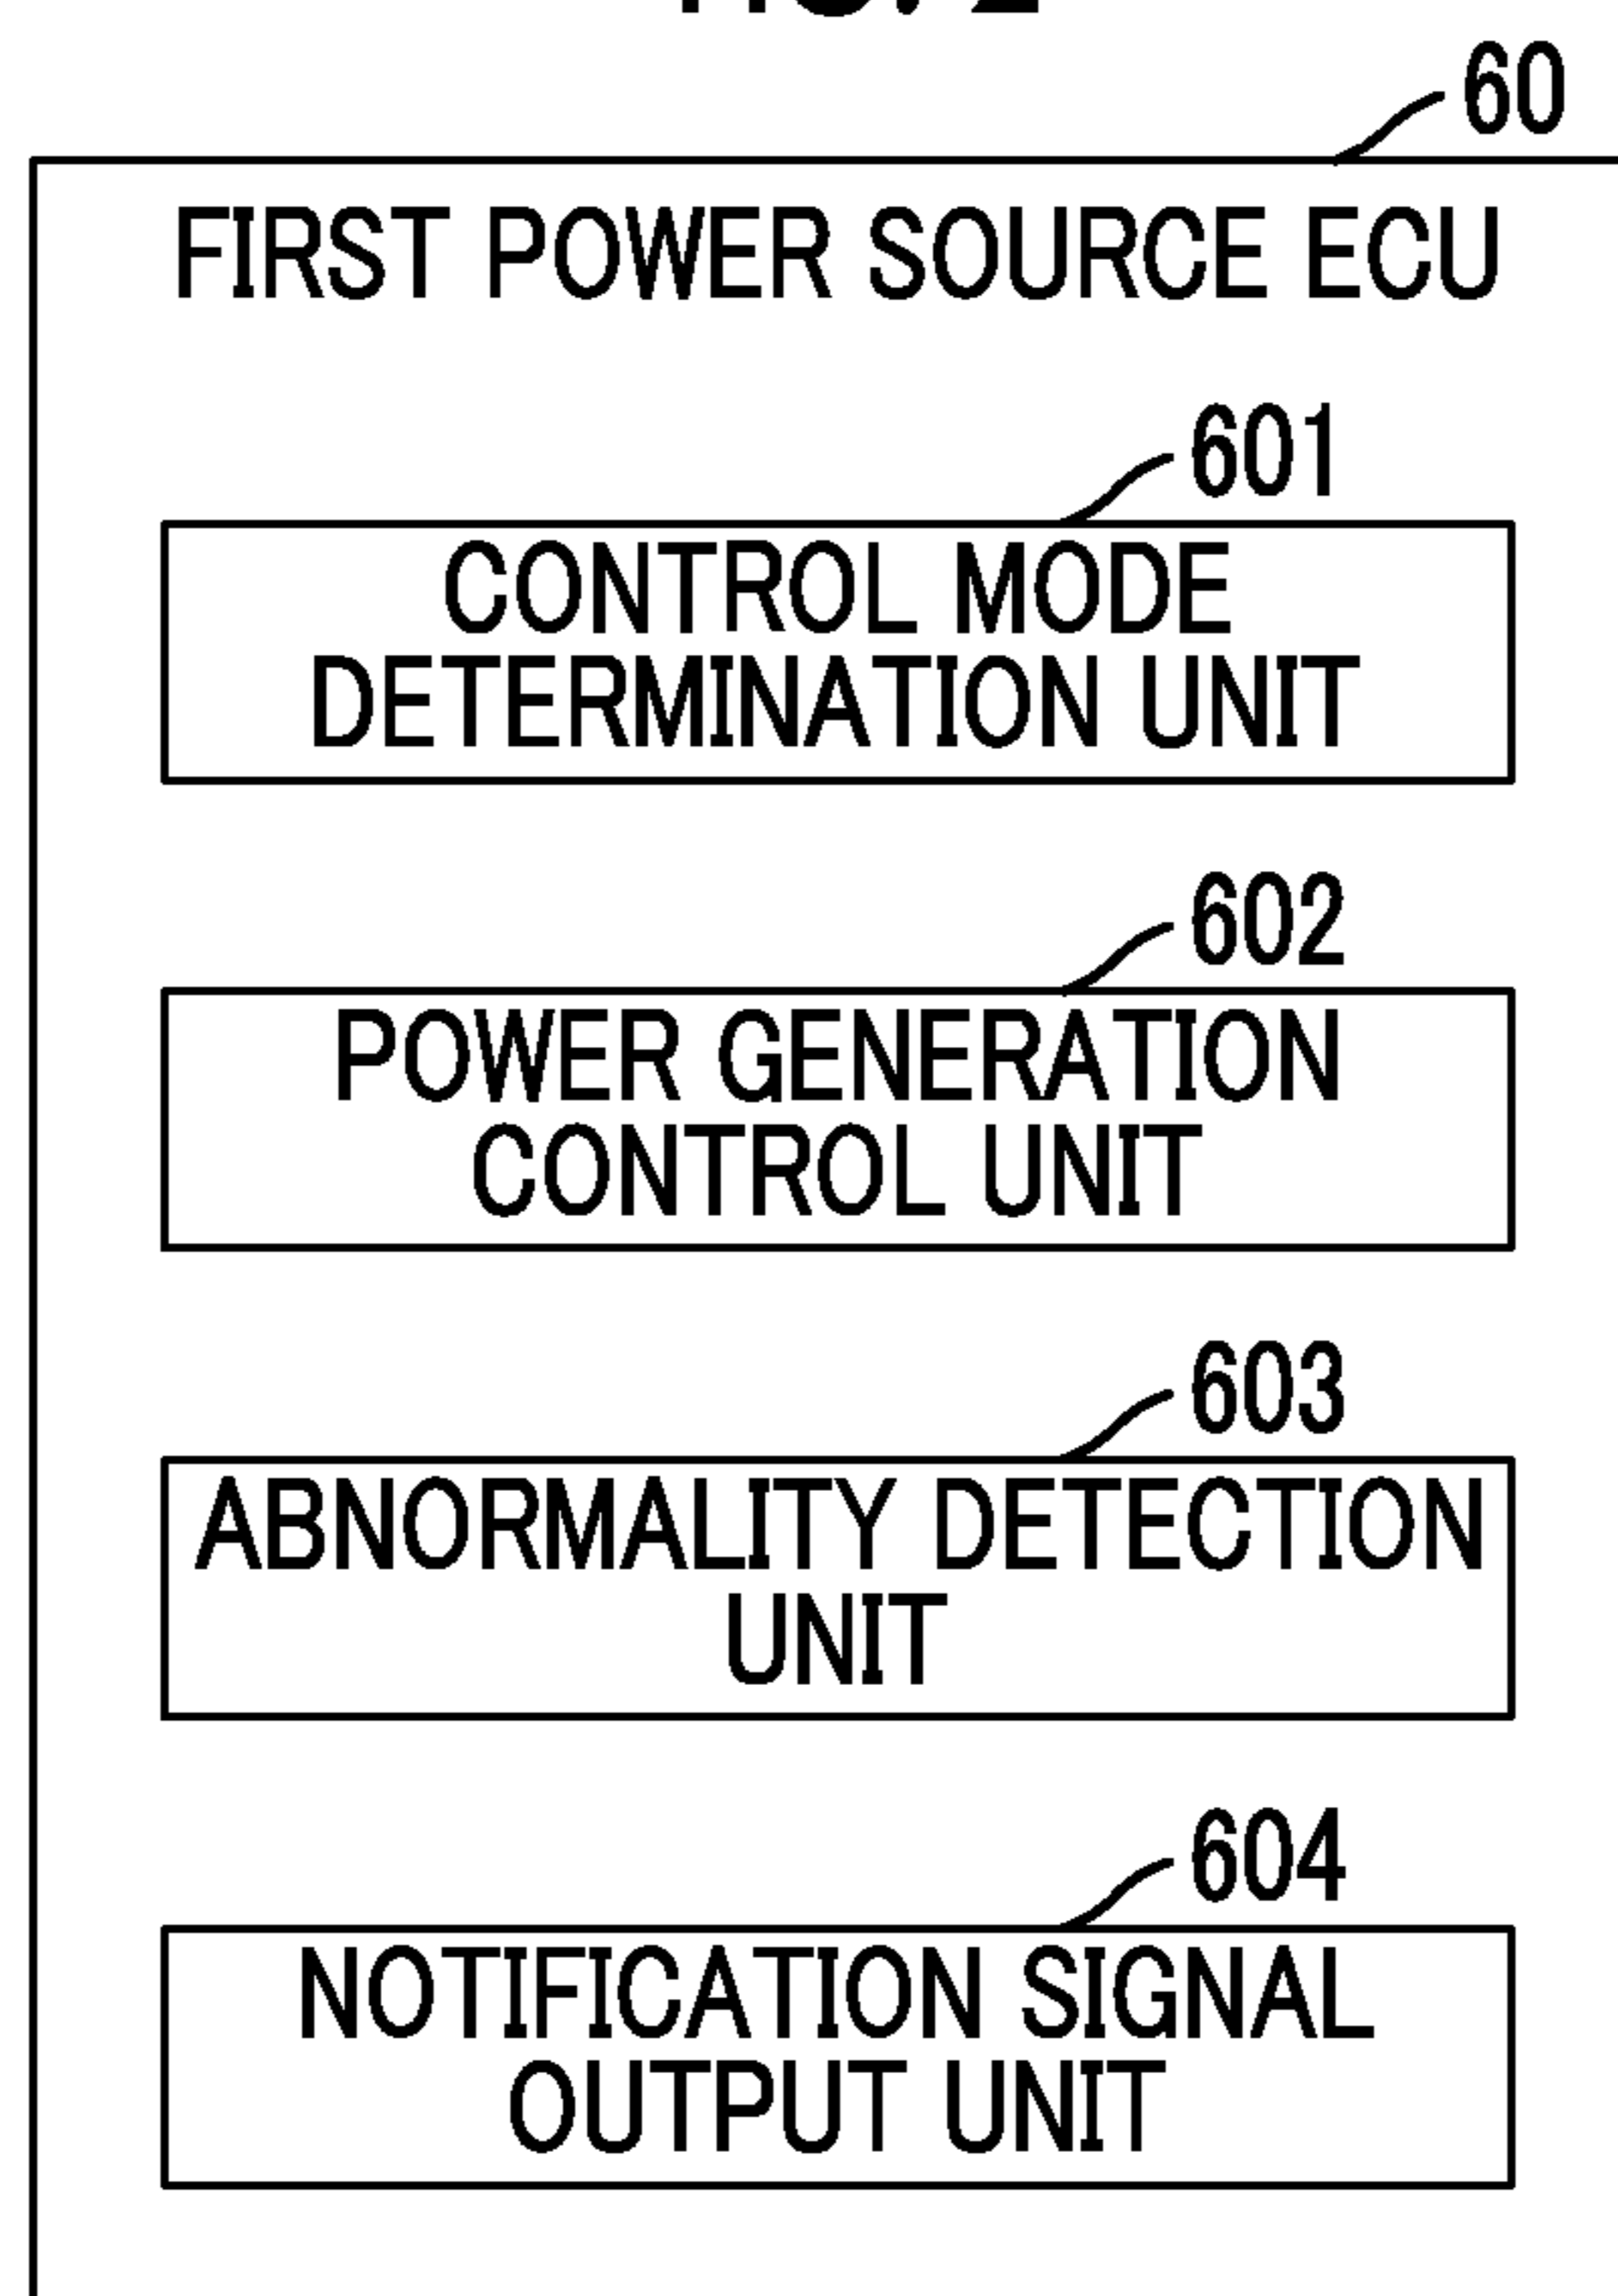 60
FIRST POWER SOURCE ECU
601
CONTROL MODE
DETERMINATION UNIT
602
POWER GENERATION
CONTROL UNIT
603
ABNORMALITY DETECTION
UNIT
604
NOTIFICATION SIGNAL
OUTPUT UNIT